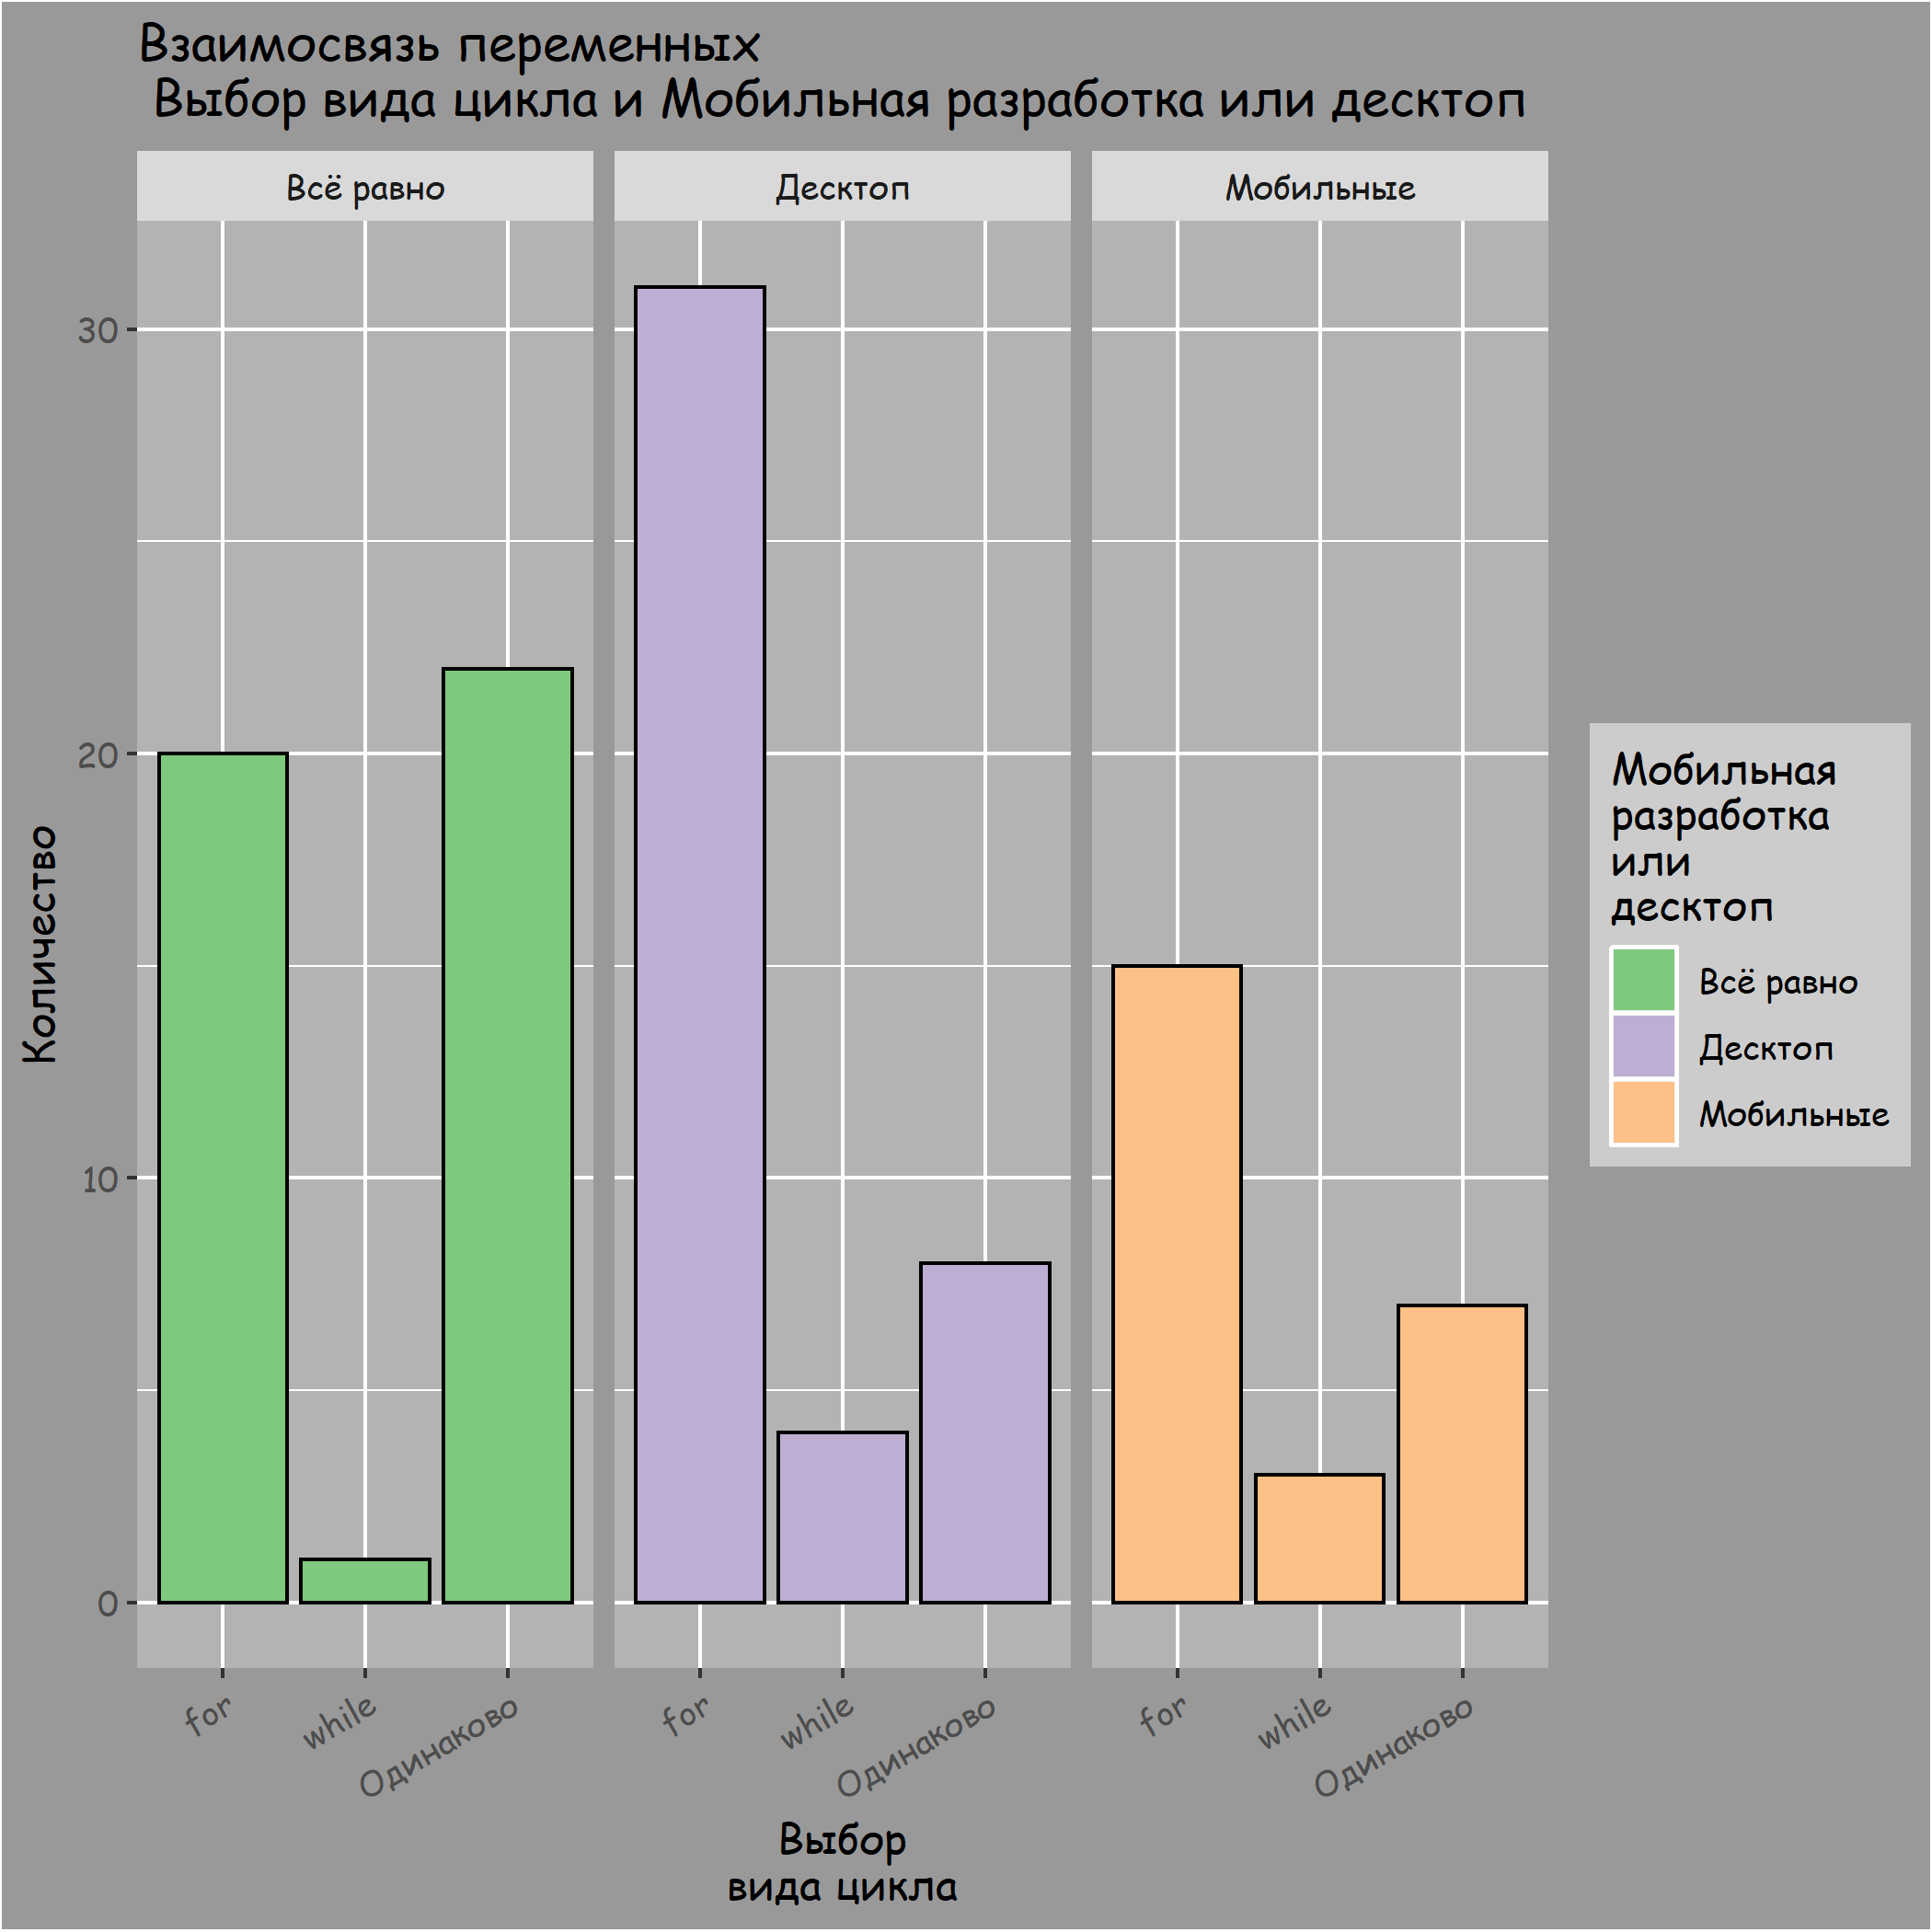 Взаимосвязь переменных
Выбор вида цикла и Мобильная разработка или десктоп
Всё равно
Десктоп
Мобильные
30
20
10
0
Количество
for
while
Одинаково
for
while
Одинаково
for
while
Одинаково
Выбор
вида цикла
Мобильная
разработка
или
десктоп
Всё равно
Десктоп
Мобильные